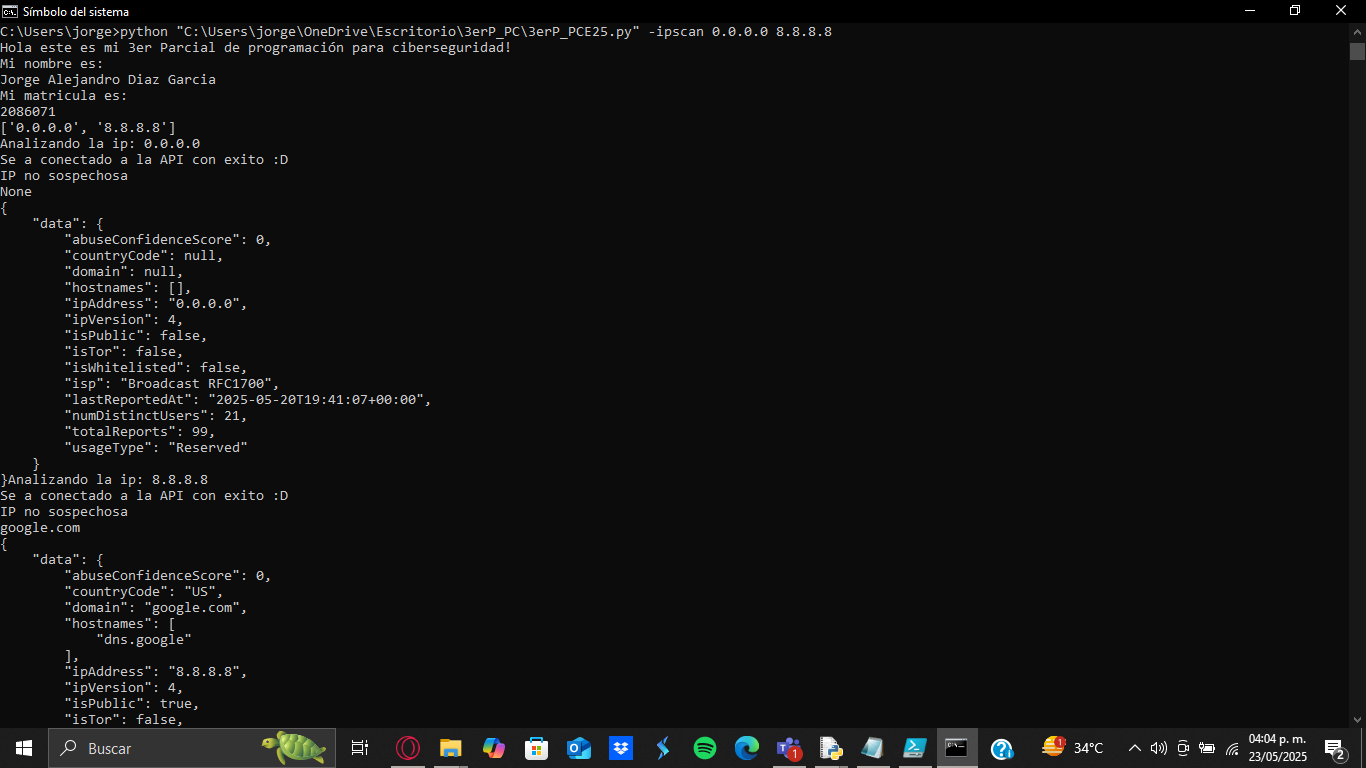 Símbolo del sistema
C:\Users\jorge>python "C:\Users\jorge\OneDrive\Escritorio\3erP_PC\3erP_PCE25.py" -ipscan 0.0.0.0 8.8.8.8
Hola este es mi 3er Parcial de programación para ciberseguridad!
Mi nombre es:
Jorge Alejandro Diaz Garcia
Mi matricula es:
2086071
['0.0.0.0', '8.8.8.8']
Analizando la ip: 0.0.0.0
Se a conectado a la API con exito :D
IP no sospechosa
None
{
    "data": {
        "abuseConfidenceScore": 0,
        "countryCode": null,
        "domain": null,
        "hostnames": [],
        "ipAddress": "0.0.0.0",
        "ipVersion": 4,
        "isPublic": false,
        "isTor": false,
        "isWhitelisted": false,
        "isp": "Broadcast RFC1700",
        "lastReportedAt": "2025-05-20T19:41:07+00:00",
        "numDistinctUsers": 21,
        "totalReports": 99,
        "usageType": "Reserved"
    }
}Analizando la ip: 8.8.8.8
Se a conectado a la API con exito :D
IP no sospechosa
google.com
{
    "data": {
        "abuseConfidenceScore": 0,
        "countryCode": "US",
        "domain": "google.com",
        "hostnames": [
            "dns.google"
        ],
        "ipAddress": "8.8.8.8",
        "ipVersion": 4,
        "isPublic": true,
        "isTor": false,
Buscar
1
1
34°C
04:04 p. m.
23/05/2025
2